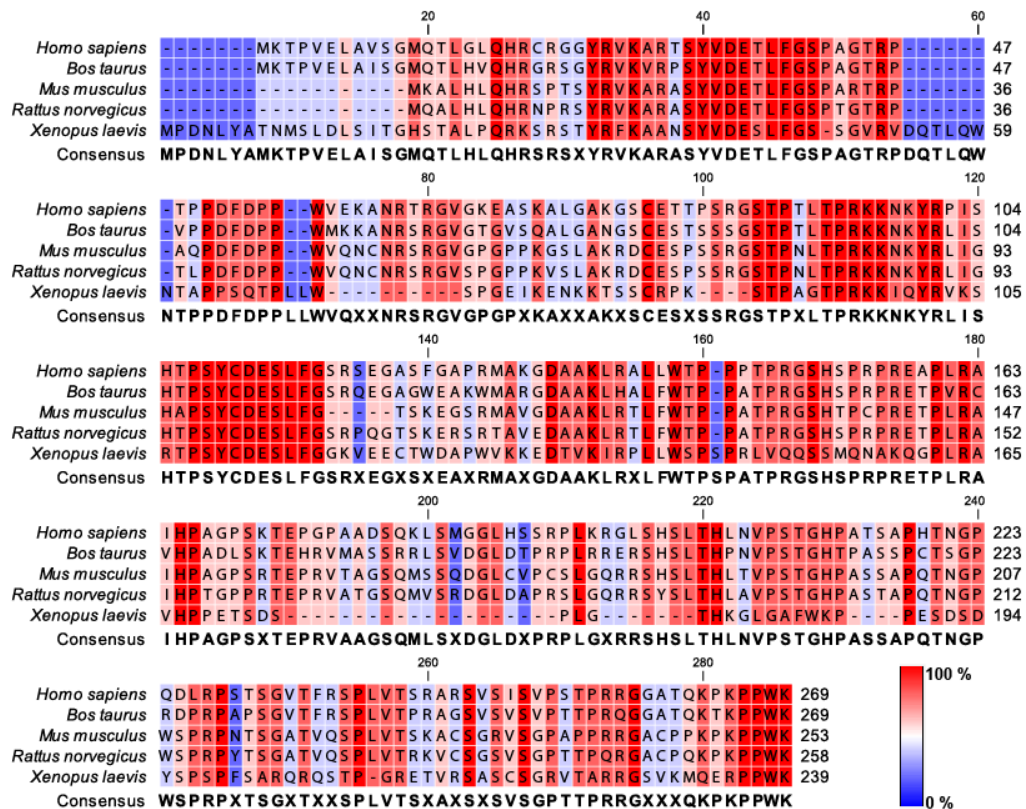 20 40 60
Homo sapiens -------MKTPVELAVSGMQTLGLQHRCRGGYRVKARTSYVDETLFGSPAGTRP------ 47
Bos taurus -------MKTPVELAISGMQTLHVQHRGRSGYRVKVRPSYVDETLFGSPAGTRP------ 47
Mus musculus ------------------MKALHLQHRSPTSYRVKARASYVDETLFGSPARTRP------ 36
Rattus norvegicus ------------------MQALHLQHRNPRSYRVKARASYVDETLFGSPTGTRP------ 36
Xenopus laevis MPDNLYATNMSLDLSITGHSTALPQRKSRSTYRFKAANSYVDESLFGS-SGVRVDQTLQW 59
Consensus MPDNLYAMKTPVELAISGMQTLHLQHRSRSXYRVKARASYVDETLFGSPAGTRPDQTLQW
80 100 120
Homo sapiens -TPPDFDPP--WVEKANRTRGVGKEASKALGAKGSCETTPSRGSTPTLTPRKKNKYRPIS 104
Bos taurus -VPPDFDPP--WMKKANRSRGVGTGVSQALGANGSCESTSSSGSTPTLTPRKKNKYRLIS 104
Mus musculus -AQPDFDPP--WVQNCNRSRGVGPGPPKGSLAKRDCESPSSRGSTPNLTPRKKNKYRLIG 93
Rattus norvegicus -TLPDFDPP--WVQNCNRSRGVSPGPPKVSLAKRDCESPSSRGSTPNLTPRKKNKYRLIG 93
Xenopus laevis NTAPPSQTPLLW----------SPGEIKENKKTSSCRPK----STPAGTPRKKIQYRVKS 105
Consensus NTPPDFDPPLLWVQXXNRSRGVGPGPXKAXXAKXSCESXSSRGSTPXLTPRKKNKYRLIS
140 160 180
Homo sapiens HTPSYCDESLFGSRSEGASFGAPRMAKGDAAKLRALLWTP-PPTPRGSHSPRPREAPLRA 163
Bos taurus HTPSYCDESLFGSRQEGAGWEAKWMARGDAAKLHALFWTP-PATPRGSHSPRPRETPVRC 163
Mus musculus HAPSYCDESLFG-----TSKEGSRMAVGDAAKLRTLFWTP-PATPRGSHTPCPRETPLRA 147
Rattus norvegicus HTPSYCDESLFGSRPQGTSKERSRTAVEDAAKLRTLFWTP-PATPRGSHSPRPRETPLRA 152
Xenopus laevis RTPSYCDESLFGGKVEECTWDAPWVKKEDTVKIRPLLWSPSPRLVQQSSMQNAKQGPLRA 165
Consensus HTPSYCDESLFGSRXEGXSXEAXRMAXGDAAKLRXLFWTPSPATPRGSHSPRPRETPLRA
200 220 240
Homo sapiens IHPAGPSKTEPGPAADSQKLSMGGLHSSRPLKRGLSHSLTHLNVPSTGHPATSAPHTNGP 223
Bos taurus VHPADLSKTEHRVMASSRRLSVDGLDTPRPLRRERSHSLTHPNVPSTGHTPASSAPCTSGP 223
Mus musculus IHPAGPSRTEPRVTAGSQMSSQDGLCVPCSLGQRRSHSLTHLTVPSTGHPASSAPQTNGP 207
Rattus norvegicus IHPTGPPRTEPRVATGSQMVSRDGLDAPRSLGQRRSYSLTHLNVPSTGHPASTAPQTNGP 212
Xenopus laevis VHPPETSDS--------------------PLG-------THKGLGAFWKP----PESDSD 194
Consensus IHPAGPSXTEPRVAAGSQMLSXDGLDXPRPLGXRRSHSLTHLNVPSTGHPASSAPQTNGP
260 280
Homo sapiens QDLRPSTSGVTFRSPLVTSRARSVSISVPSTPRRGGATQKPKPPWK 269
Bos taurus RDPRPAPSGVTFRSPLVTPRAGSVSVSVPTTPRQGGATQKTKPPWK 269
Mus musculus WSPRPNTSGATVQSPLVTSKACSGRVSGPAPPRRGACPPKPKPPWK 253
Rattus norvegicus WSPRPYTSGATVQSPLVTRKVCSGSVSGPTTPQRGACPQKPKPPWK 258
Xenopus laevis YSPSPFSARQRQSTP-GRETVRSASCSGRVTARRGSVKMQERPPWK 239
Consensus WSPRPXTSGXTXXSPLVTSXAXSXSVSGPTTPRRGXXXQKPKPPWK
100 %
0 %